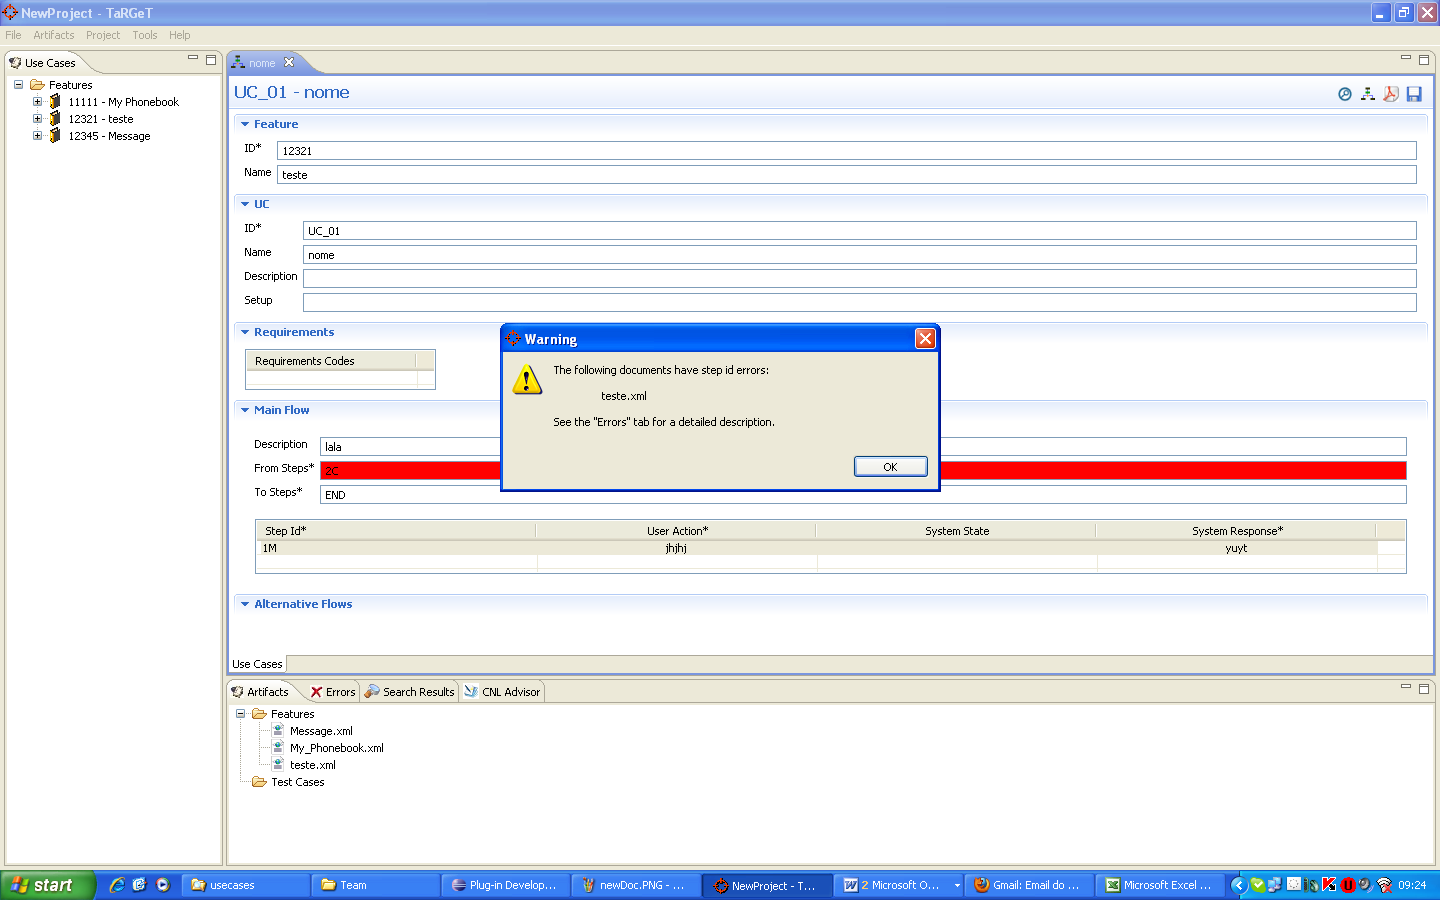 NewProject - TaRGeT
File Artifacts Project Tools Help
Use Cases
Features
11111 - My Phonebook
12321 - teste
12345 - Message
nome
UC_01 - nome
Feature
ID* 12321
Name teste
UC
ID* UC_01
Name nome
Description
Setup
Requirements
Requirements Codes
Main Flow
Description lala
From Steps* 2C
To Steps* END
Step Id* User Action* System State System Response*
1M jhjhj yuyt
Alternative Flows
Use Cases
Warning
The following documents have step id errors:
teste.xml
See the "Errors" tab for a detailed description.
OK
Artifacts Errors Search Results CNL Advisor
Features
Message.xml
My_Phonebook.xml
teste.xml
Test Cases
start usecases Team Plug-in Develop... newDoc.PNG - ... NewProject - T... 2 Microsoft O... Gmail: Email do ... Microsoft Excel ... 09:24